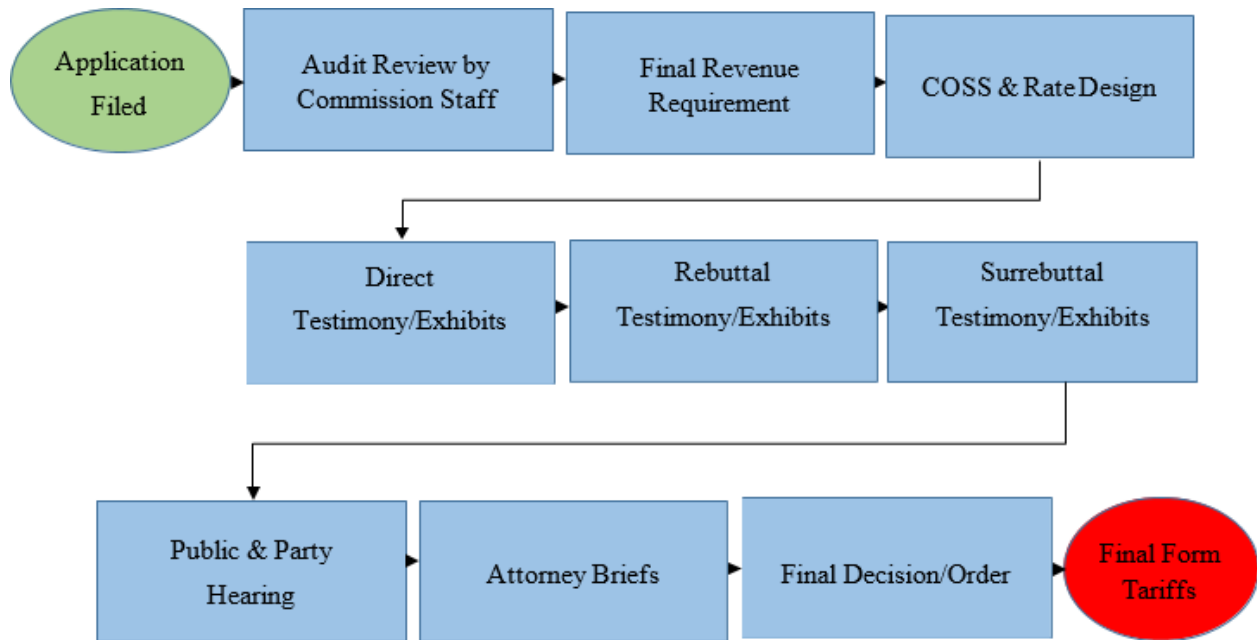 Application
Filed
Audit Review by
Commission Staff
Final Revenue
Requirement
COSS & Rate Design
Direct
Testimony/Exhibits
Rebuttal
Testimony/Exhibits
Surrebuttal
Testimony/Exhibits
Public & Party
Hearing
Attorney Briefs
Final Decision/Order
Final Form
Tariffs